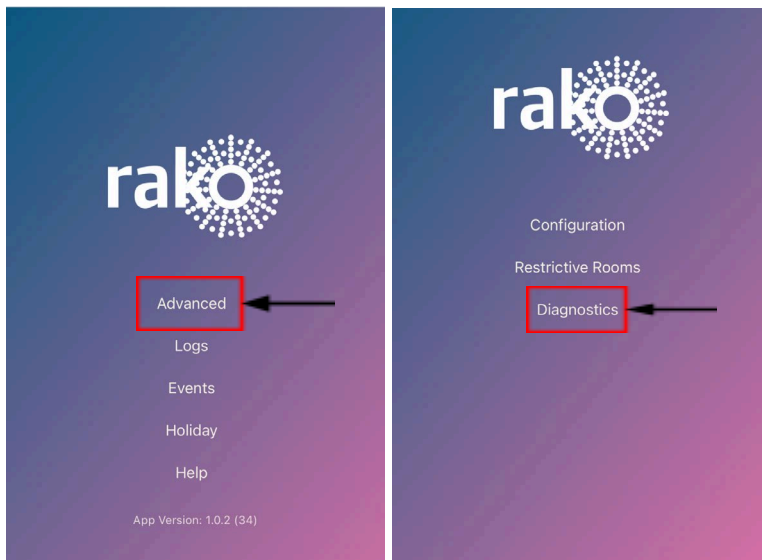 rako
Advanced
Logs
Events
Holiday
Help
App Version: 1.0.2 (34)
rako
Configuration
Restrictive Rooms
Diagnostics